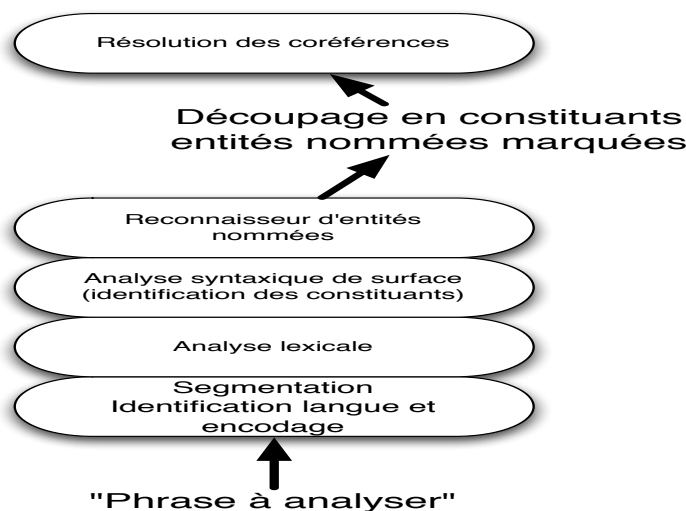 Résolution des coréférences
Découpage en constituants
entités nommées marquées
Reconnaisseur d'entités
nommées
Analyse syntaxique de surface
(identification des constituants)
Analyse lexicale
Segmentation
Identification langue et
encodage
"Phrase à analyser"